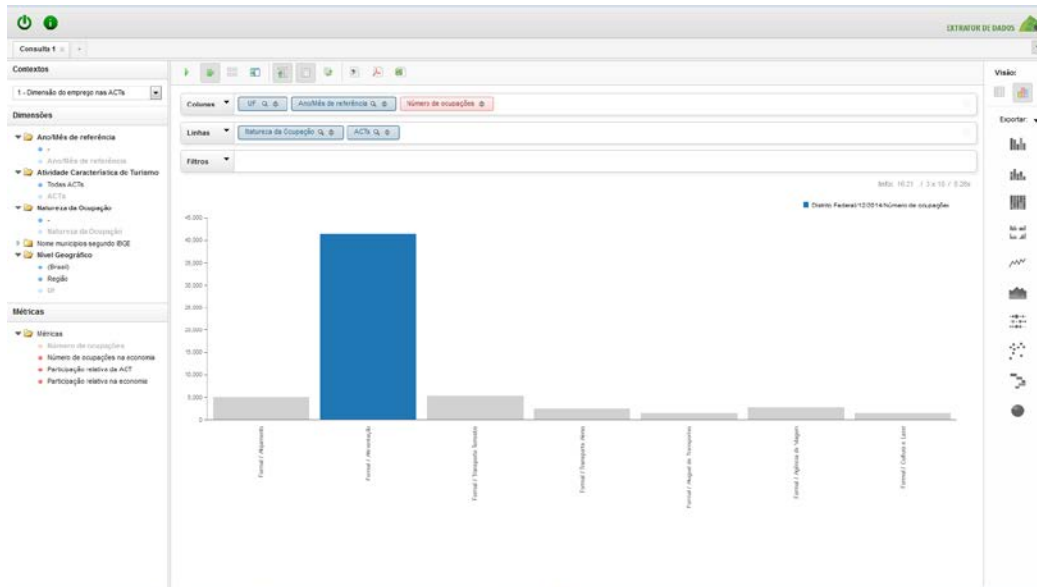 EXTRATOR DE DADOS
Consulta 1
Contextos
1 - Dimensão do emprego nas ACTs
Dimensões
Ano/Mês de referência
-
Ano/Mês de referência
Atividade Característica de Turismo
Todas ACTs
ACTs
Natureza da Ocupação
-
Natureza da Ocupação
Nome municípios segundo IBGE
Nível Geográfico
(Brasil)
Região
UF
Métricas
Métricas
Número de ocupações
Número de ocupações na economia
Participação relativa da ACT
Participação relativa na economia
Colunas
UF
Ano/Mês de referência
Número de ocupações
Linhas
Natureza da Ocupação
ACTs
Filtros
Info: 16:21 / 3 x 10 /
Distrito Federal/12/2014/Número de ocupações
45.000
40.000
35.000
30.000
25.000
20.000
15.000
10.000
5.000
0
Formal / Alojamento
Formal / Alimentação
Formal / Transporte Terrestre
Formal / Transporte Aéreo
Formal / Aluguel de Transportes
Formal / Agência de Viagem
Formal / Cultura e Lazer
Visão:
Exportar: